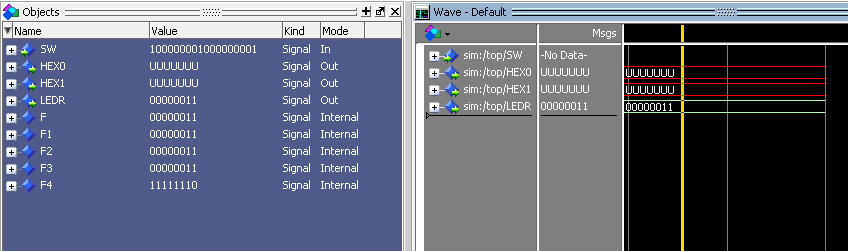 Objects
Name Value Kind Mode
SW 100000001000000001 Signal In
HEX0 UUUUUUU Signal Out
HEX1 UUUUUUU Signal Out
LEDR 00000011 Signal Out
F 00000011 Signal Internal
F1 00000011 Signal Internal
F2 00000011 Signal Internal
F3 00000011 Signal Internal
F4 11111110 Signal Internal
Wave - Default
Msgs
sim:/top/SW -No Data-
sim:/top/HEX0 UUUUUUU UUUUUUU
sim:/top/HEX1 UUUUUUU UUUUUUU
sim:/top/LEDR 00000011 00000011